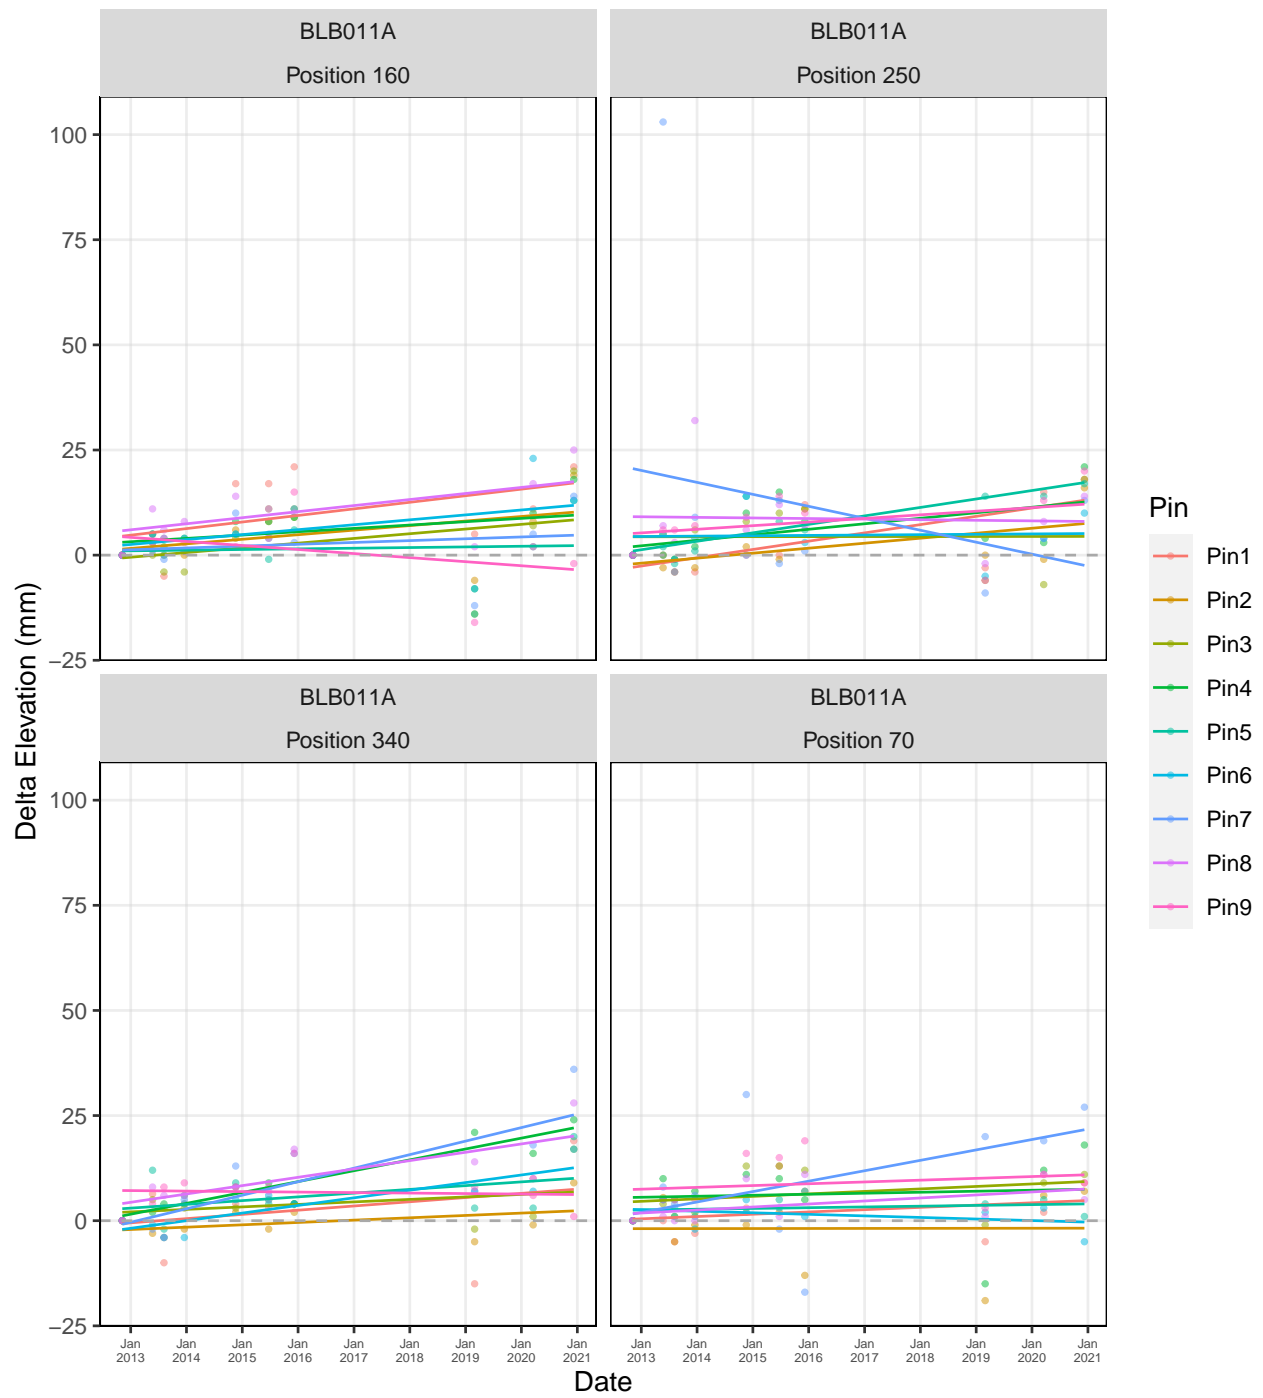 BLB011A
Position 160
BLB011A
Position 250
100
75
50
25
0
−25
BLB011A
Position 340
BLB011A
Position 70
100
75
50
25
0
−25
Jan 2013
Jan 2014
Jan 2015
Jan 2016
Jan 2017
Jan 2018
Jan 2019
Jan 2020
Jan 2021
Jan 2013
Jan 2014
Jan 2015
Jan 2016
Jan 2017
Jan 2018
Jan 2019
Jan 2020
Jan 2021
Date
Delta Elevation (mm)
Pin
Pin1
Pin2
Pin3
Pin4
Pin5
Pin6
Pin7
Pin8
Pin9